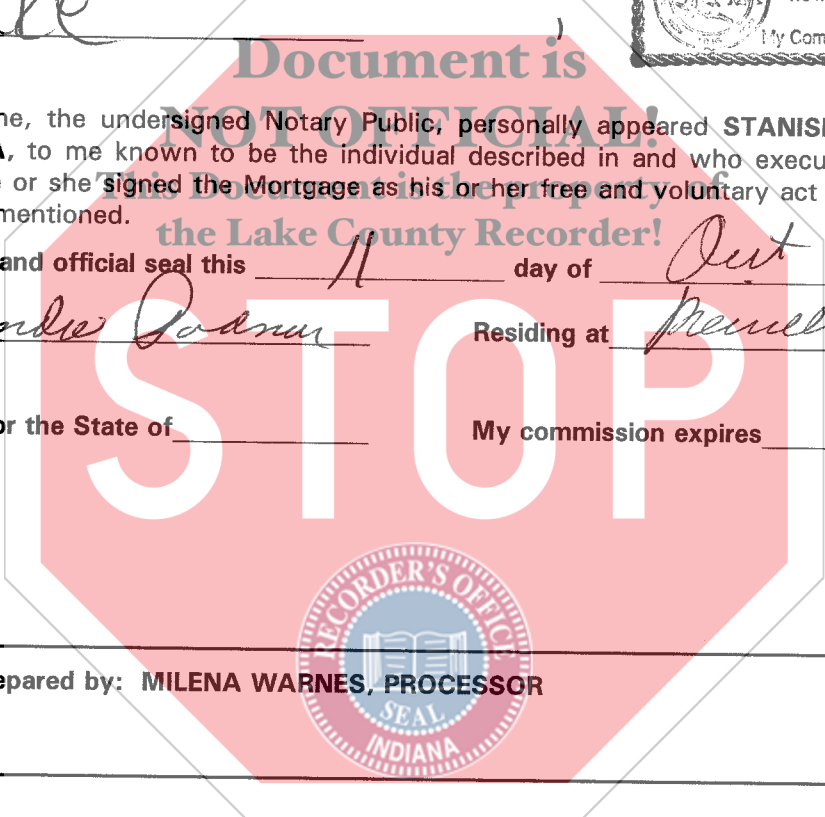 My Com
Document is
NOT OFFICIAL!
ne, the undersigned Notary Public, personally appeared STANISL
A, to me known to be the individual described in and who execu
or she signed the Mortgage as his or her free and voluntary act
This Document is the property of
mentioned.
the Lake County Recorder!
and official seal this 11 day of
Residing at
STOP
or the State of My commission expires
RECORDER'S OFFICE
epared by: MILENA WARNES, PROCESSOR
SEAL
INDIANA